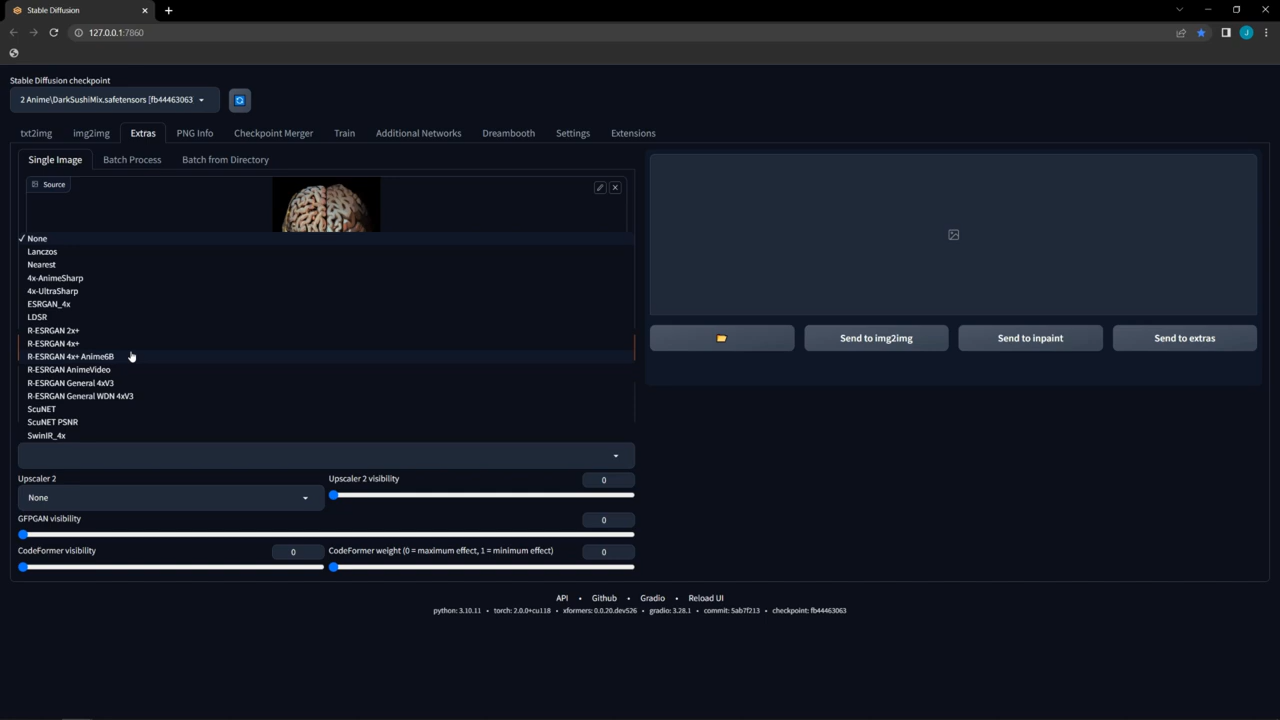 Stable Diffusion
127.0.0.1:7860
Stable Diffusion checkpoint
2 Anime\DarkSushiMix.safetensors [fb44463063
txt2img img2img Extras PNG Info Checkpoint Merger Train Additional Networks Dreambooth Settings Extensions
Single Image Batch Process Batch from Directory
Source
✓ None
Lanczos
Nearest
4x-AnimeSharp
4x-UltraSharp
ESRGAN_4x
LDSR
R-ESRGAN 2x+
R-ESRGAN 4x+
R-ESRGAN 4x+ Anime6B
R-ESRGAN AnimeVideo
R-ESRGAN General 4xV3
R-ESRGAN General WDN 4xV3
ScuNET
ScuNET PSNR
SwinIR_4x
Send to img2img Send to inpaint Send to extras
Upscaler 2 Upscaler 2 visibility 0
None
GFPGAN visibility 0
CodeFormer visibility 0 CodeFormer weight (0 = maximum effect, 1 = minimum effect) 0
API • Github • Gradio • Reload UI
python: 3.10.11 • torch: 2.0.0+cu118 • xformers: 0.0.20.dev526 • gradio: 3.28.1 • commit: 5ab7f213 • checkpoint: fb44463063